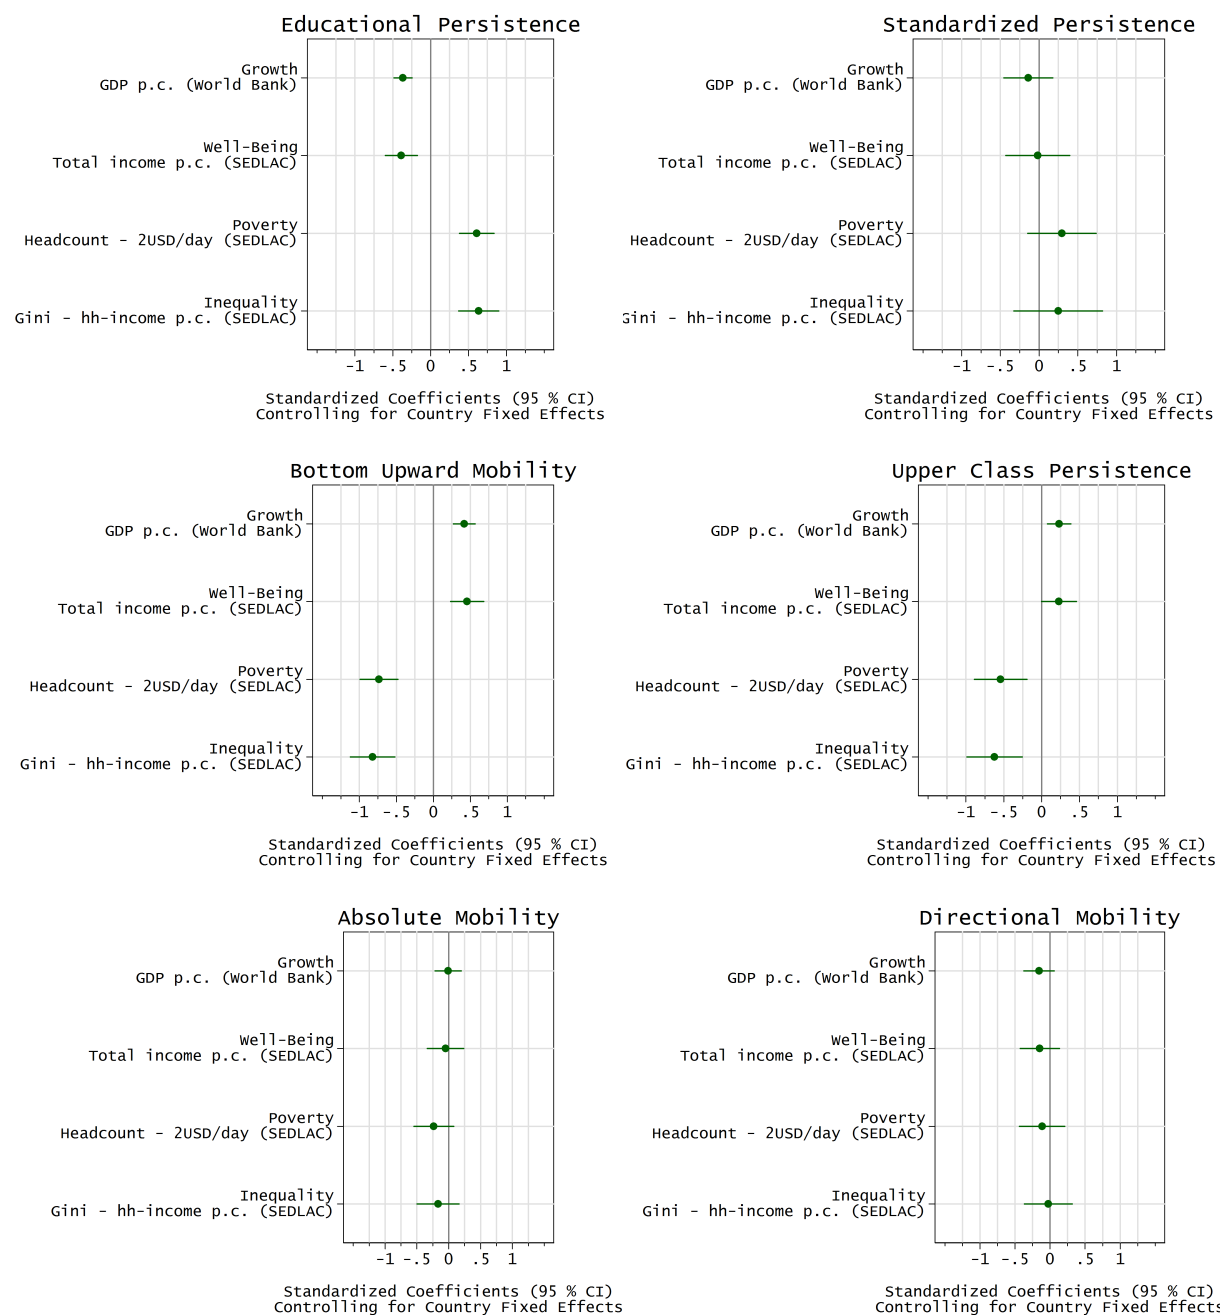 Educational Persistence
Growth
GDP p.c. (World Bank)
Well-Being
Total income p.c. (SEDLAC)
Poverty
Headcount - 2USD/day (SEDLAC)
Inequality
Gini - hh-income p.c. (SEDLAC)
-1 -.5 0 .5 1
Standardized Coefficients (95 % CI)
Controlling for Country Fixed Effects
Standardized Persistence
Growth
GDP p.c. (World Bank)
Well-Being
Total income p.c. (SEDLAC)
Poverty
Headcount - 2USD/day (SEDLAC)
Inequality
Gini - hh-income p.c. (SEDLAC)
-1 -.5 0 .5 1
Standardized Coefficients (95 % CI)
Controlling for Country Fixed Effects
Bottom Upward Mobility
Growth
GDP p.c. (World Bank)
Well-Being
Total income p.c. (SEDLAC)
Poverty
Headcount - 2USD/day (SEDLAC)
Inequality
Gini - hh-income p.c. (SEDLAC)
-1 -.5 0 .5 1
Standardized Coefficients (95 % CI)
Controlling for Country Fixed Effects
Upper Class Persistence
Growth
GDP p.c. (World Bank)
Well-Being
Total income p.c. (SEDLAC)
Poverty
Headcount - 2USD/day (SEDLAC)
Inequality
Gini - hh-income p.c. (SEDLAC)
-1 -.5 0 .5 1
Standardized Coefficients (95 % CI)
Controlling for Country Fixed Effects
Absolute Mobility
Growth
GDP p.c. (World Bank)
Well-Being
Total income p.c. (SEDLAC)
Poverty
Headcount - 2USD/day (SEDLAC)
Inequality
Gini - hh-income p.c. (SEDLAC)
-1 -.5 0 .5 1
Standardized Coefficients (95 % CI)
Controlling for Country Fixed Effects
Directional Mobility
Growth
GDP p.c. (World Bank)
Well-Being
Total income p.c. (SEDLAC)
Poverty
Headcount - 2USD/day (SEDLAC)
Inequality
Gini - hh-income p.c. (SEDLAC)
-1 -.5 0 .5 1
Standardized Coefficients (95 % CI)
Controlling for Country Fixed Effects